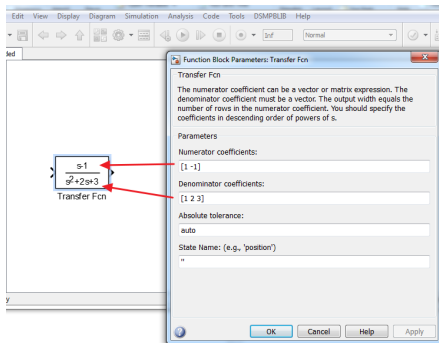 Edit View Display Diagram Simulation Analysis Code Tools DSMPBLIB Help
Inf Normal
ded
Function Block Parameters: Transfer Fcn
Transfer Fcn
The numerator coefficient can be a vector or matrix expression. The
denominator coefficient must be a vector. The output width equals the
number of rows in the numerator coefficient. You should specify the
coefficients in descending order of powers of s.
Parameters
Numerator coefficients:
[1 -1]
s-1
s²+2s+3
Transfer Fcn
Denominator coefficients:
[1 2 3]
Absolute tolerance:
auto
State Name: (e.g., 'position')
''
y
OK Cancel Help Apply